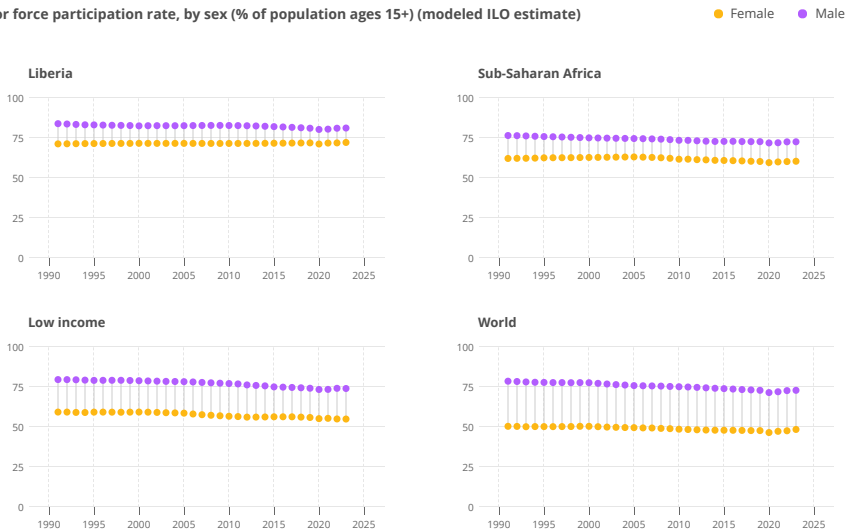 force participation rate, by sex (% of population ages 15+) (modeled ILO estimate)
Female Male
Liberia
100
75
50
25
0
1990 1995 2000 2005 2010 2015 2020 2025
Sub-Saharan Africa
100
75
50
25
0
1990 1995 2000 2005 2010 2015 2020 2025
Low income
100
75
50
25
0
1990 1995 2000 2005 2010 2015 2020 2025
World
100
75
50
25
0
1990 1995 2000 2005 2010 2015 2020 2025